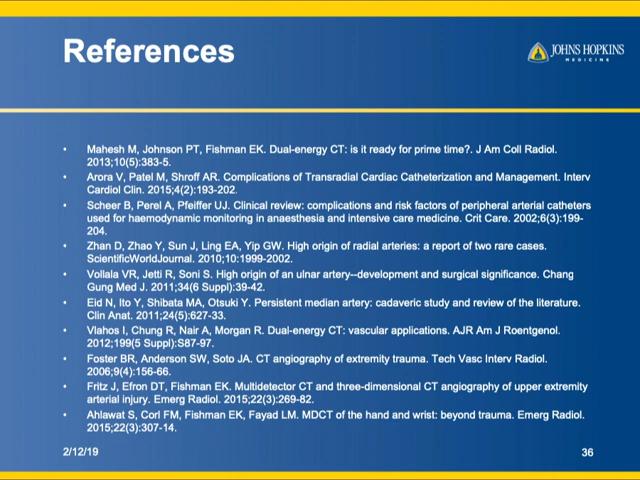 References
JOHNS HOPKINS
MEDICINE
• Mahesh M, Johnson PT, Fishman EK. Dual-energy CT: is it ready for prime time?. J Am Coll Radiol.
2013;10(5):383-5.
• Arora V, Patel M, Shroff AR. Complications of Transradial Cardiac Catheterization and Management. Interv
Cardiol Clin. 2015;4(2):193-202.
• Scheer B, Perel A, Pfeiffer UJ. Clinical review: complications and risk factors of peripheral arterial catheters
used for haemodynamic monitoring in anaesthesia and intensive care medicine. Crit Care. 2002;6(3):199-
204.
• Zhan D, Zhao Y, Sun J, Ling EA, Yip GW. High origin of radial arteries: a report of two rare cases.
ScientificWorldJournal. 2010;10:1999-2002.
• Vollala VR, Jetti R, Soni S. High origin of an ulnar artery--development and surgical significance. Chang
Gung Med J. 2011;34(6 Suppl):39-42.
• Eid N, Ito Y, Shibata MA, Otsuki Y. Persistent median artery: cadaveric study and review of the literature.
Clin Anat. 2011;24(5):627-33.
• Vlahos I, Chung R, Nair A, Morgan R. Dual-energy CT: vascular applications. AJR Am J Roentgenol.
2012;199(5 Suppl):S87-97.
• Foster BR, Anderson SW, Soto JA. CT angiography of extremity trauma. Tech Vasc Interv Radiol.
2006;9(4):156-66.
• Fritz J, Efron DT, Fishman EK. Multidetector CT and three-dimensional CT angiography of upper extremity
arterial injury. Emerg Radiol. 2015;22(3):269-82.
• Ahlawat S, Corl FM, Fishman EK, Fayad LM. MDCT of the hand and wrist: beyond trauma. Emerg Radiol.
2015;22(3):307-14.
2/12/19
36